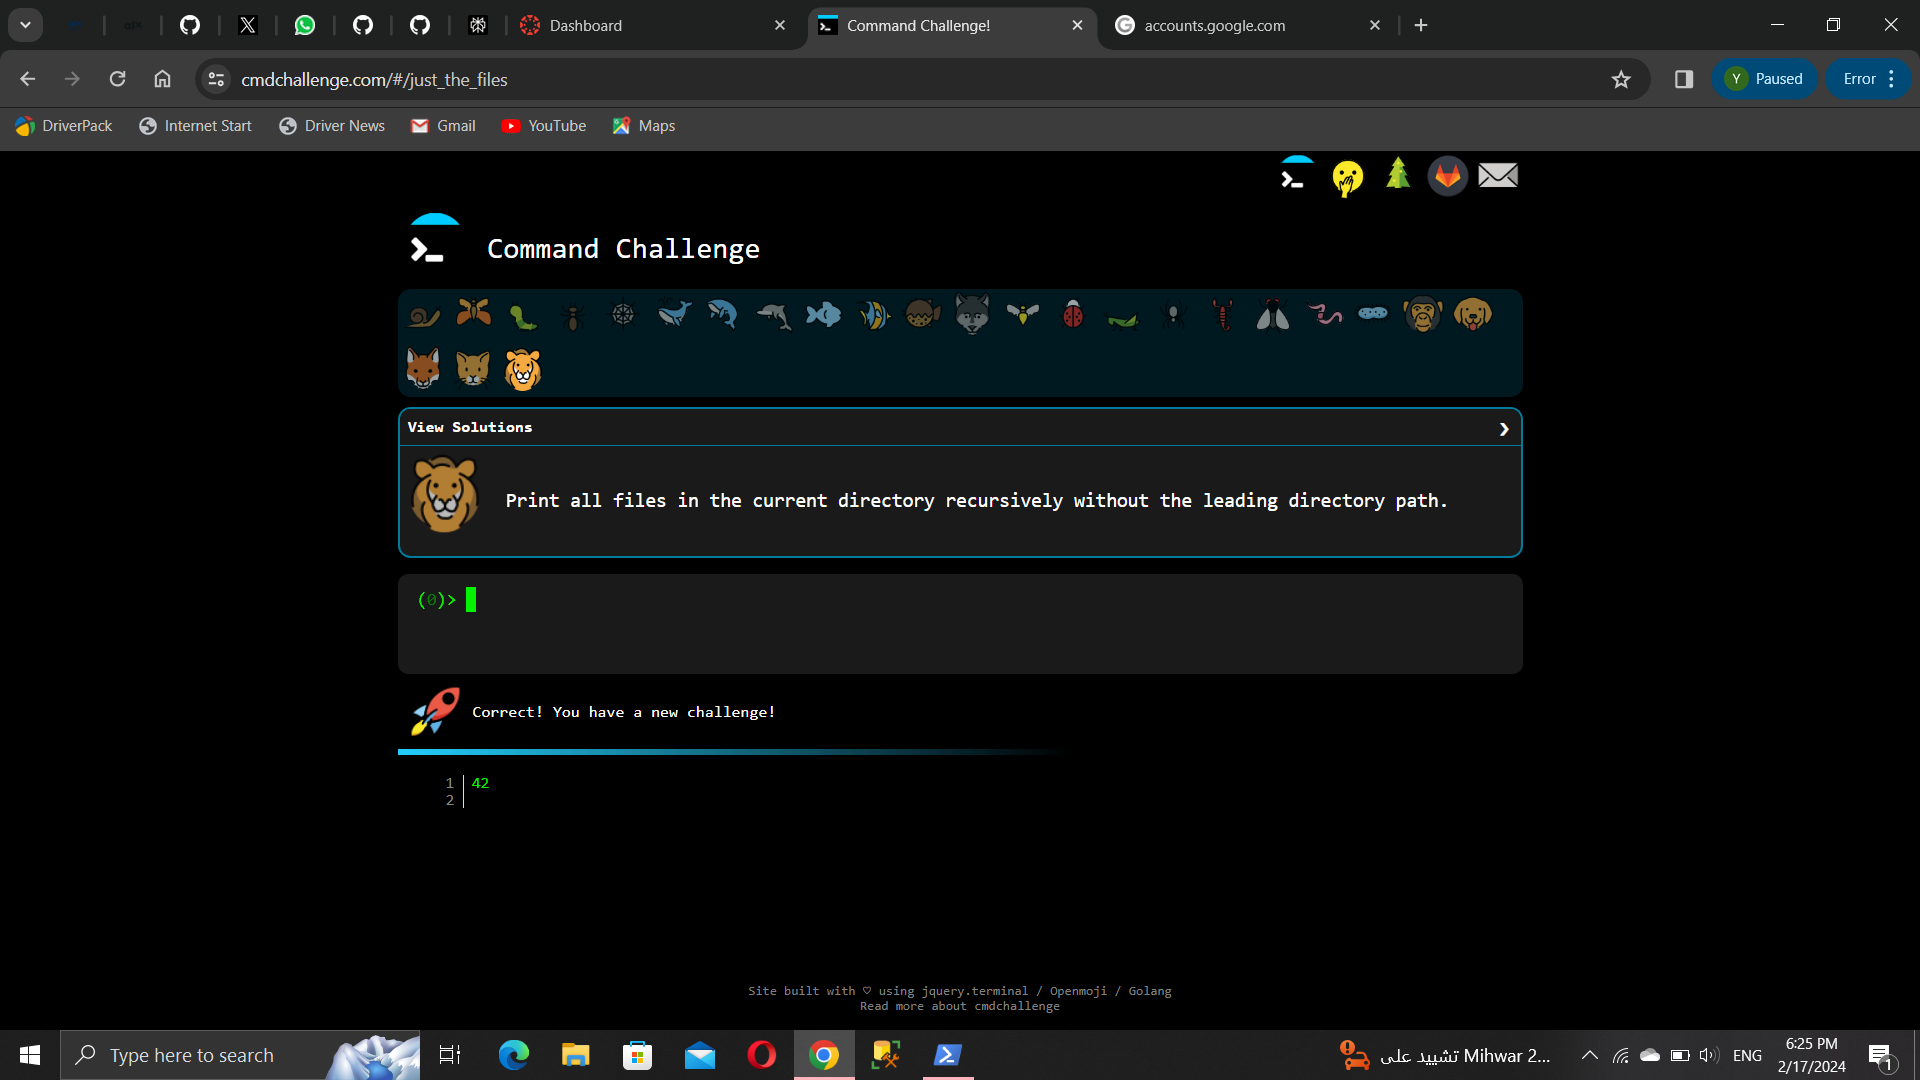 Dashboard
Command Challenge!
accounts.google.com
cmdchallenge.com/#/just_the_files
Y Paused
Error
DriverPack
Internet Start
Driver News
Gmail
YouTube
Maps
Command Challenge
View Solutions
Print all files in the current directory recursively without the leading directory path.
(0)>
Correct! You have a new challenge!
1 42
2
Site built with ♡ using jquery.terminal / Openmoji / Golang
Read more about cmdchallenge
Type here to search
تشييد على Mihwar 2...
ENG
6:25 PM
2/17/2024
1